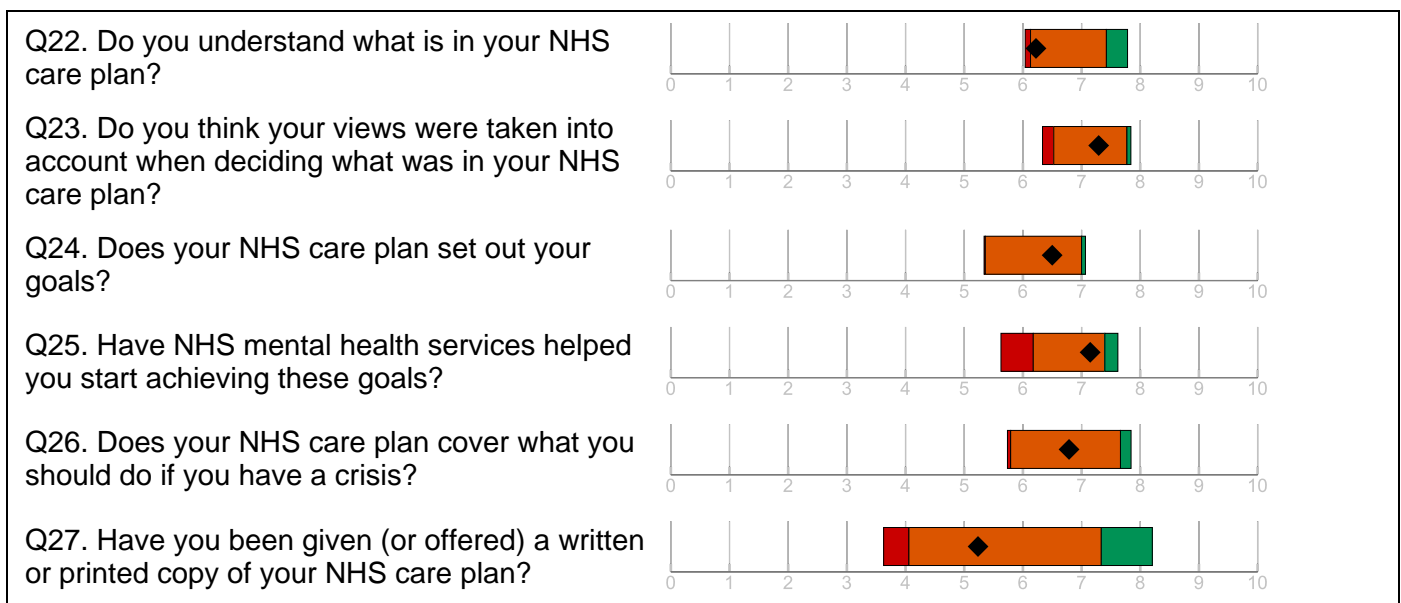 Q22. Do you understand what is in your NHS
care plan?
0 1 2 3 4 5 6 7 8 9 10
Q23. Do you think your views were taken into
account when deciding what was in your NHS
care plan?
0 1 2 3 4 5 6 7 8 9 10
Q24. Does your NHS care plan set out your
goals?
0 1 2 3 4 5 6 7 8 9 10
Q25. Have NHS mental health services helped
you start achieving these goals?
0 1 2 3 4 5 6 7 8 9 10
Q26. Does your NHS care plan cover what you
should do if you have a crisis?
0 1 2 3 4 5 6 7 8 9 10
Q27. Have you been given (or offered) a written
or printed copy of your NHS care plan?
0 1 2 3 4 5 6 7 8 9 10